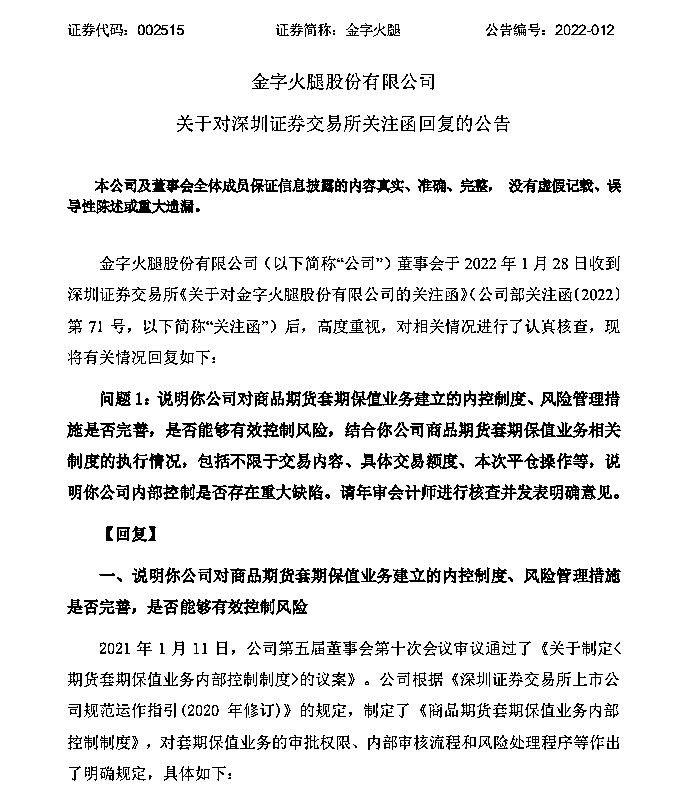 证券代码：002515 证券简称：金字火腿 公告编号：2022-012
金字火腿股份有限公司
关于对深圳证券交易所关注函回复的公告
本公司及董事会全体成员保证信息披露的内容真实、准确、完整， 没有虚假记载、误
导性陈述或重大遗漏。
金字火腿股份有限公司（以下简称“公司”）董事会于 2022 年 1 月 28 日收到
深圳证券交易所《关于对金字火腿股份有限公司的关注函》（公司部关注函〔2022〕
第 71 号，以下简称“关注函”）后，高度重视，对相关情况进行了认真核查，现
将有关情况回复如下：
问题 1：说明你公司对商品期货套期保值业务建立的内控制度、风险管理措
施是否完善，是否能够有效控制风险，结合你公司商品期货套期保值业务相关
制度的执行情况，包括不限于交易内容、具体交易额度、本次平仓操作等，说
明你公司内部控制是否存在重大缺陷。请年审会计师进行核查并发表明确意见。
【回复】
一、说明你公司对商品期货套期保值业务建立的内控制度、风险管理措施
是否完善，是否能够有效控制风险
2021 年 1 月 11 日，公司第五届董事会第十次会议审议通过了《关于制定<
期货套期保值业务内部控制制度>的议案》。公司根据《深圳证券交易所上市公
司规范运作指引(2020 年修订)》的规定，制定了《商品期货套期保值业务内部
控制制度》，对套期保值业务的审批权限、内部审核流程和风险处理程序等作出
了明确规定，具体如下：